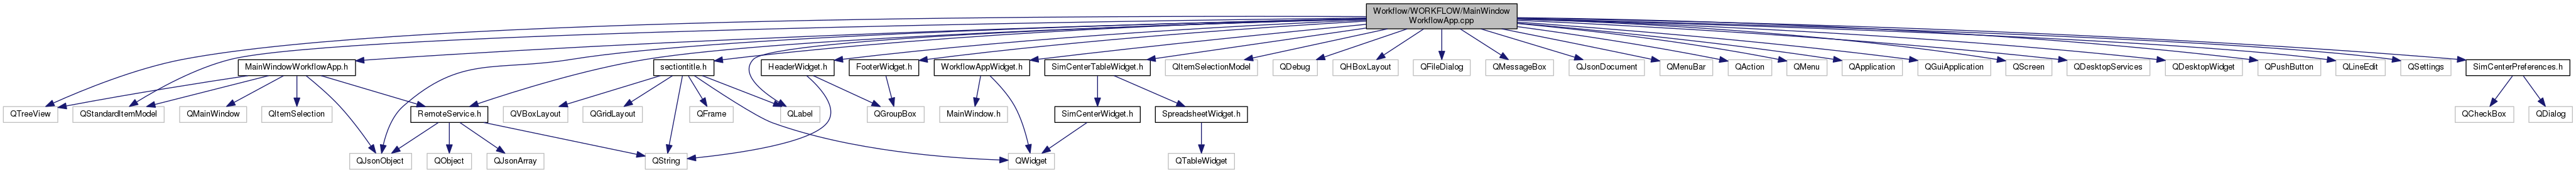 Workflow/WORKFLOW/MainWindow
WorkflowApp.cpp
MainWindowWorkflowApp.h
sectiontitle.h
HeaderWidget.h
FooterWidget.h
WorkflowAppWidget.h
SimCenterTableWidget.h
QItemSelectionModel
QDebug
QHBoxLayout
QFileDialog
QMessageBox
QJsonDocument
QMenuBar
QAction
QMenu
QApplication
QGuiApplication
QScreen
QDesktopServices
QDesktopWidget
QPushButton
QLineEdit
QSettings
SimCenterPreferences.h
QTreeView
QStandardItemModel
QMainWindow
QItemSelection
RemoteService.h
QVBoxLayout
QGridLayout
QFrame
QLabel
QGroupBox
MainWindow.h
SimCenterWidget.h
SpreadsheetWidget.h
QCheckBox
QDialog
QJsonObject
QObject
QJsonArray
QString
QWidget
QTableWidget